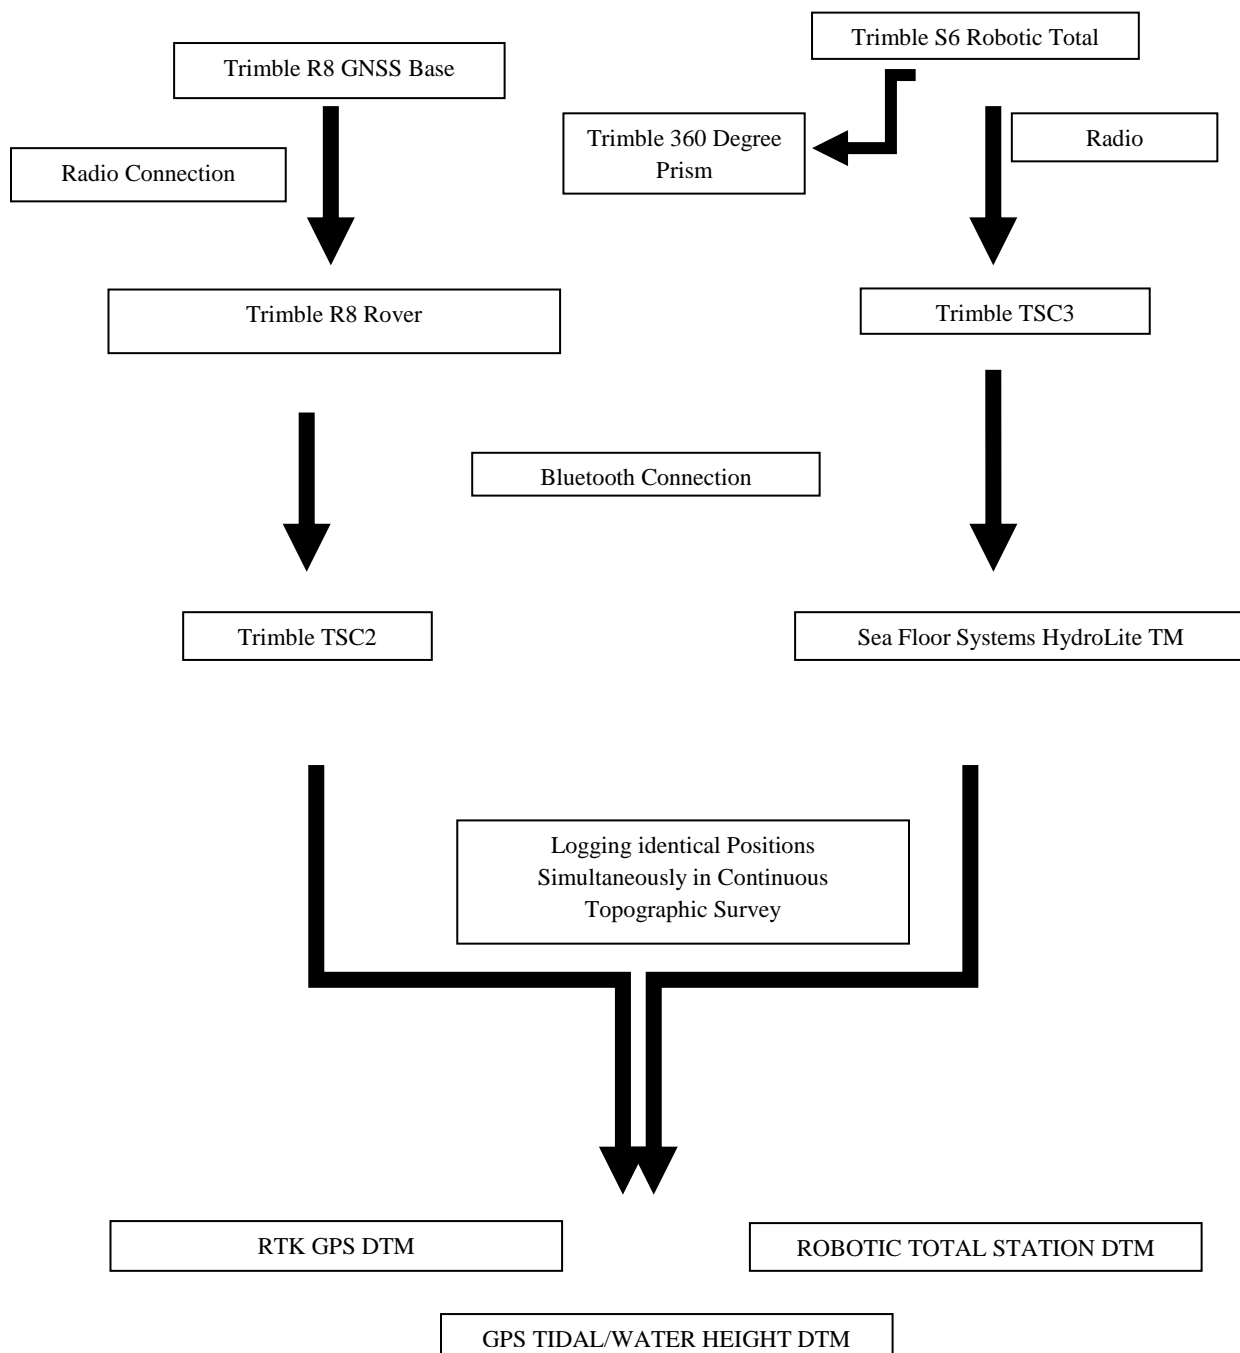 Trimble S6 Robotic Total
Trimble R8 GNSS Base
Trimble 360 Degree
Prism
Radio
Radio Connection
Trimble R8 Rover
Trimble TSC3
Bluetooth Connection
Trimble TSC2
Sea Floor Systems HydroLite TM
Logging identical Positions
Simultaneously in Continuous
Topographic Survey
RTK GPS DTM
ROBOTIC TOTAL STATION DTM
GPS TIDAL/WATER HEIGHT DTM